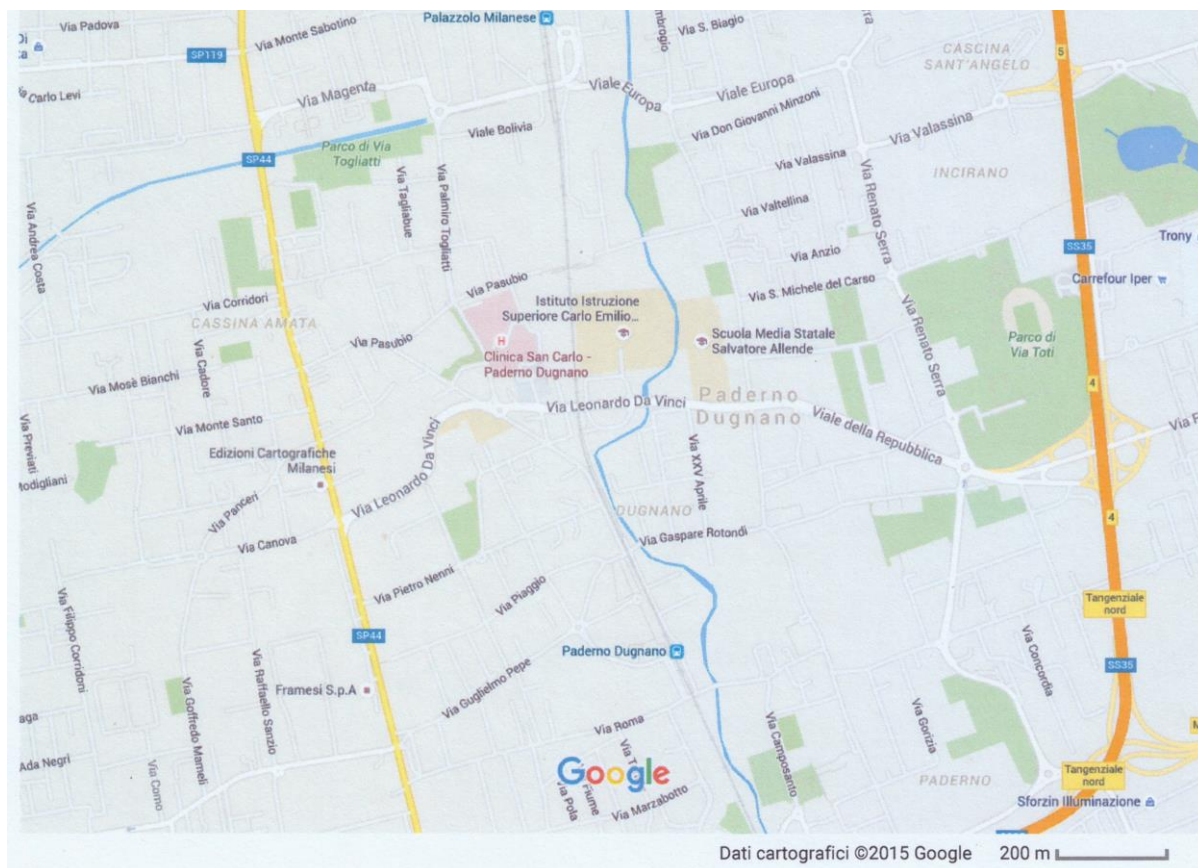 Palazzolo Milanese
Via Padova
Via Monte Sabotino
Via S. Biagio
SP119
5
4
CASCINA
SANT'ANGELO
Carlo Levi
Via Magenta
Viale Europa
Viale Europa
Via Don Giovanni Minzoni
Viale Bolivia
Via Valassina
Parco di Via
Togliatti
SP44
Via Valassina
INCIRANO
Via Tagliabue
Via Palmiro Togliatti
Via Renato Serra
Via Valtellina
Via Andrea Costa
Trony
SS35
Via Anzio
Carrefour Iper
Via Pasubio
Via S. Michele del Carso
Via Corridori
Istituto Istruzione
Superiore Carlo Emilio...
CASSINA AMATA
Via Renato Serra
Parco di
Via Toti
Scuola Media Statale
Salvatore Allende
Via Pasubio
Via Cadore
Clinica San Carlo -
Paderno Dugnano
Via Mosè Bianchi
4
Paderno
Dugnano
Via Leonardo Da Vinci
Via Monte Santo
Viale della Repubblica
Via Previati
Edizioni Cartografiche
Milanesi
Via Leonardo Da Vinci
Via XXV Aprile
Modigliani
Via Panceri
DUGNANO
4
Via Canova
Via Gaspare Rotondi
Via Pietro Nenni
Via Piaggio
Via Filippo Corridoni
Tangenziale
nord
SP44
Paderno Dugnano
Via Concordia
SS35
Via Raffaello Sanzio
Via Goffredo Mameli
Framesi S.p.A
Via Guglielmo Pepe
Via Gorizia
Via Roma
Via Camposanto
Ada Negri
Via Como
Google
PADERNO
Tangenziale
nord
Via Pola
Fiume
Via Marzabotto
Sforzin Illuminazione
Dati cartografici ©2015 Google 200 m